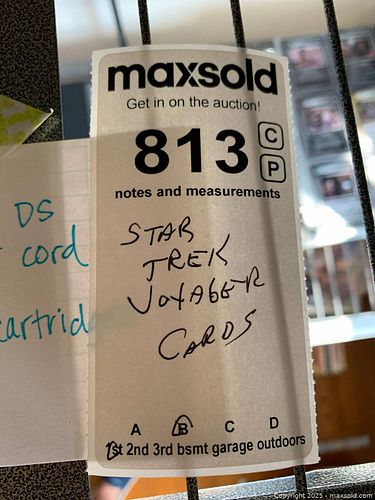 maxsold
Get in on the auction!
813 C
P
notes and measurements
DS
cord
cartrid
STAR
TREK
VOYAGER
CARDS
A B C D
1st 2nd 3rd bsmt garage outdoors
Copyright 2025 - maxsold.com